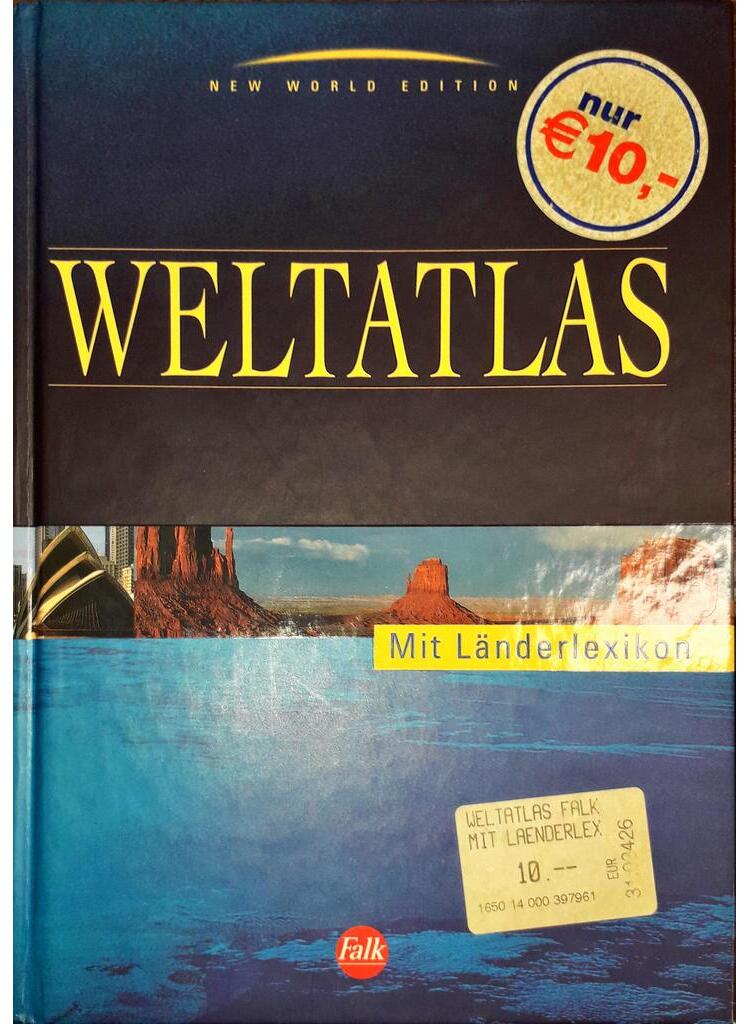 NEW WORLD EDITION
nur
€10,-
WELTATLAS
Mit Länderlexikon
WELTATLAS FALK
MIT LAENDERLEX
10.--
EUR
1650 14 000 397961
Falk